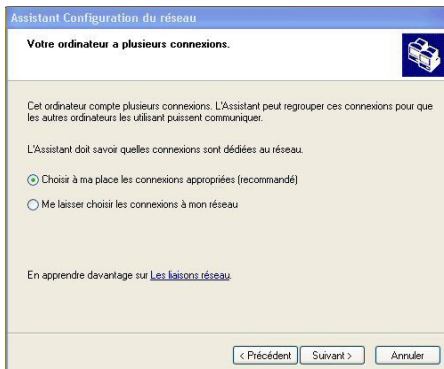 Assistant Configuration du réseau
Votre ordinateur a plusieurs connexions.
Cet ordinateur compte plusieurs connexions. L'Assistant peut regrouper ces connexions pour que
les autres ordinateurs les utilisant puissent communiquer.
L'Assistant doit savoir quelles connexions sont dédiées au réseau.
Choisir à ma place les connexions appropriées (recommandé)
Me laisser choisir les connexions à mon réseau
En apprendre davantage sur Les liaisons réseau.
< Précédent Suivant > Annuler